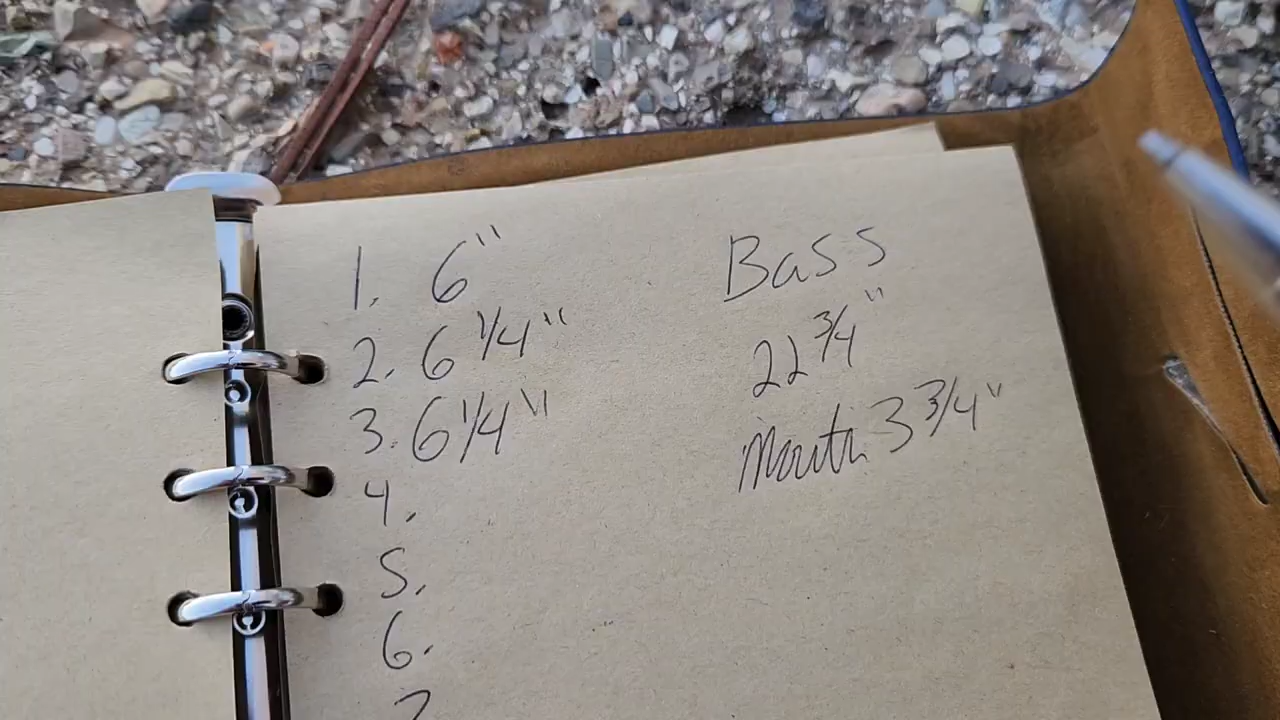 1. 6"
2. 6 1/4"
3. 6 1/4"
4.
5.
6.
7
Bass
22 3/4"
Mouth 3 3/4"